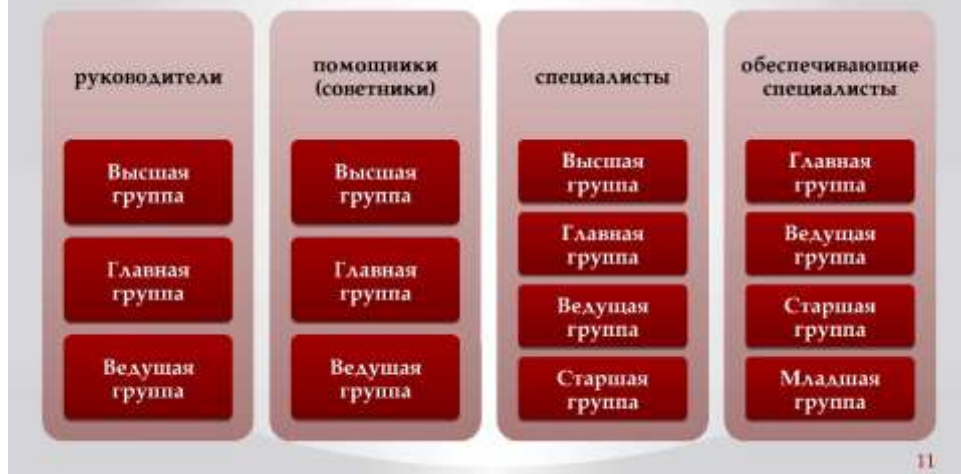 руководители
Высшая
группа
Главная
группа
Ведущая
группа
помощники
(советники)
Высшая
группа
Главная
группа
Ведущая
группа
специалисты
Высшая
группа
Главная
группа
Ведущая
группа
Старшая
группа
обеспечивающие
специалисты
Главная
группа
Ведущая
группа
Старшая
группа
Младшая
группа
11